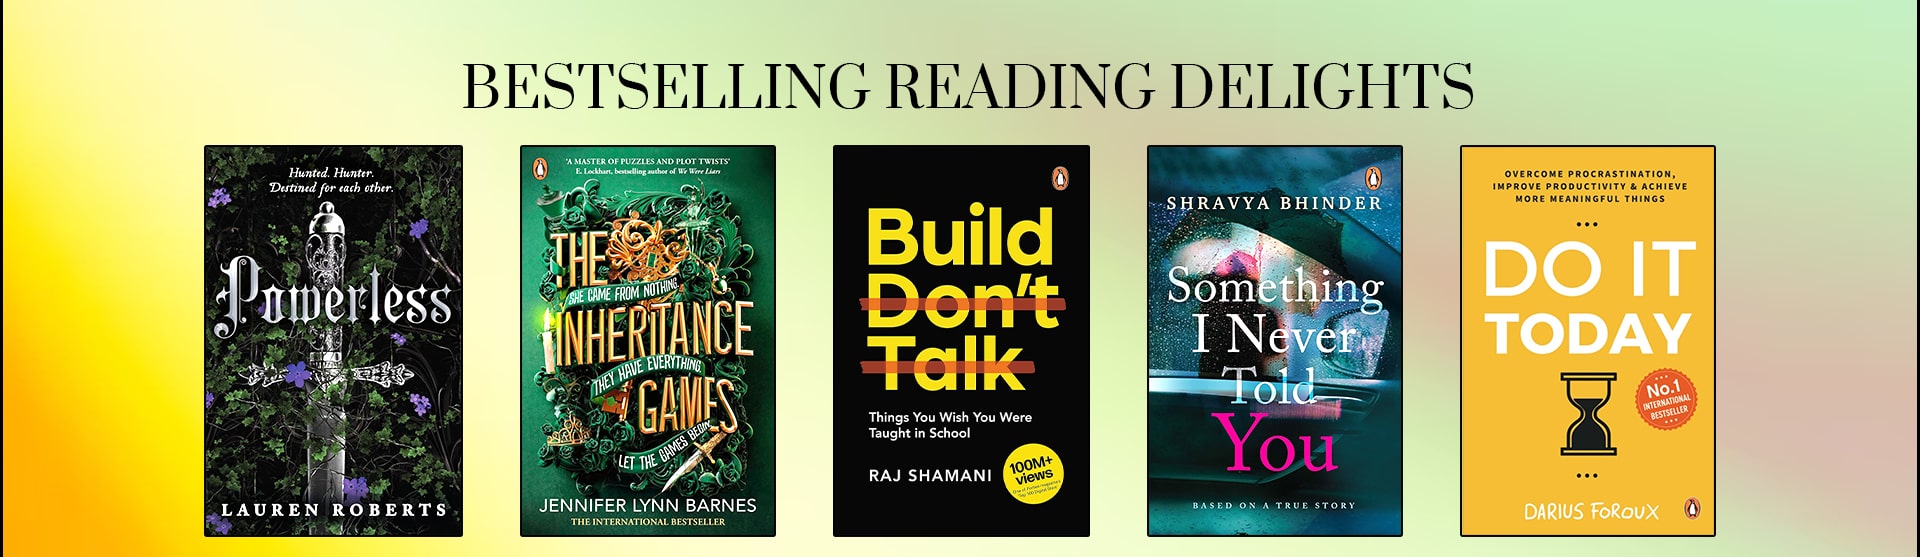 BESTSELLING READING DELIGHTS
Hunted. Hunter.
Destined for each other.
Powerless
LAUREN ROBERTS
'A MASTER OF PUZZLES AND PLOT TWISTS'
E. Lockhart, bestselling author of We Were Liars
THE
SHE CAME FROM NOTHING.
INHERITANCE
THEY HAVE EVERYTHING.
GAMES
LET THE GAMES BEGIN.
JENNIFER LYNN BARNES
THE INTERNATIONAL BESTSELLER
Build
Don't
Talk
Things You Wish You Were
Taught in School
RAJ SHAMANI
100M+
views
SHRAVYA BHINDER
Something
I Never
Told
You
BASED ON A TRUE STORY
OVERCOME PROCRASTINATION,
IMPROVE PRODUCTIVITY & ACHIEVE
MORE MEANINGFUL THINGS
DO IT
TODAY
No.1
INTERNATIONAL
BESTSELLER
DARIUS FOROUX